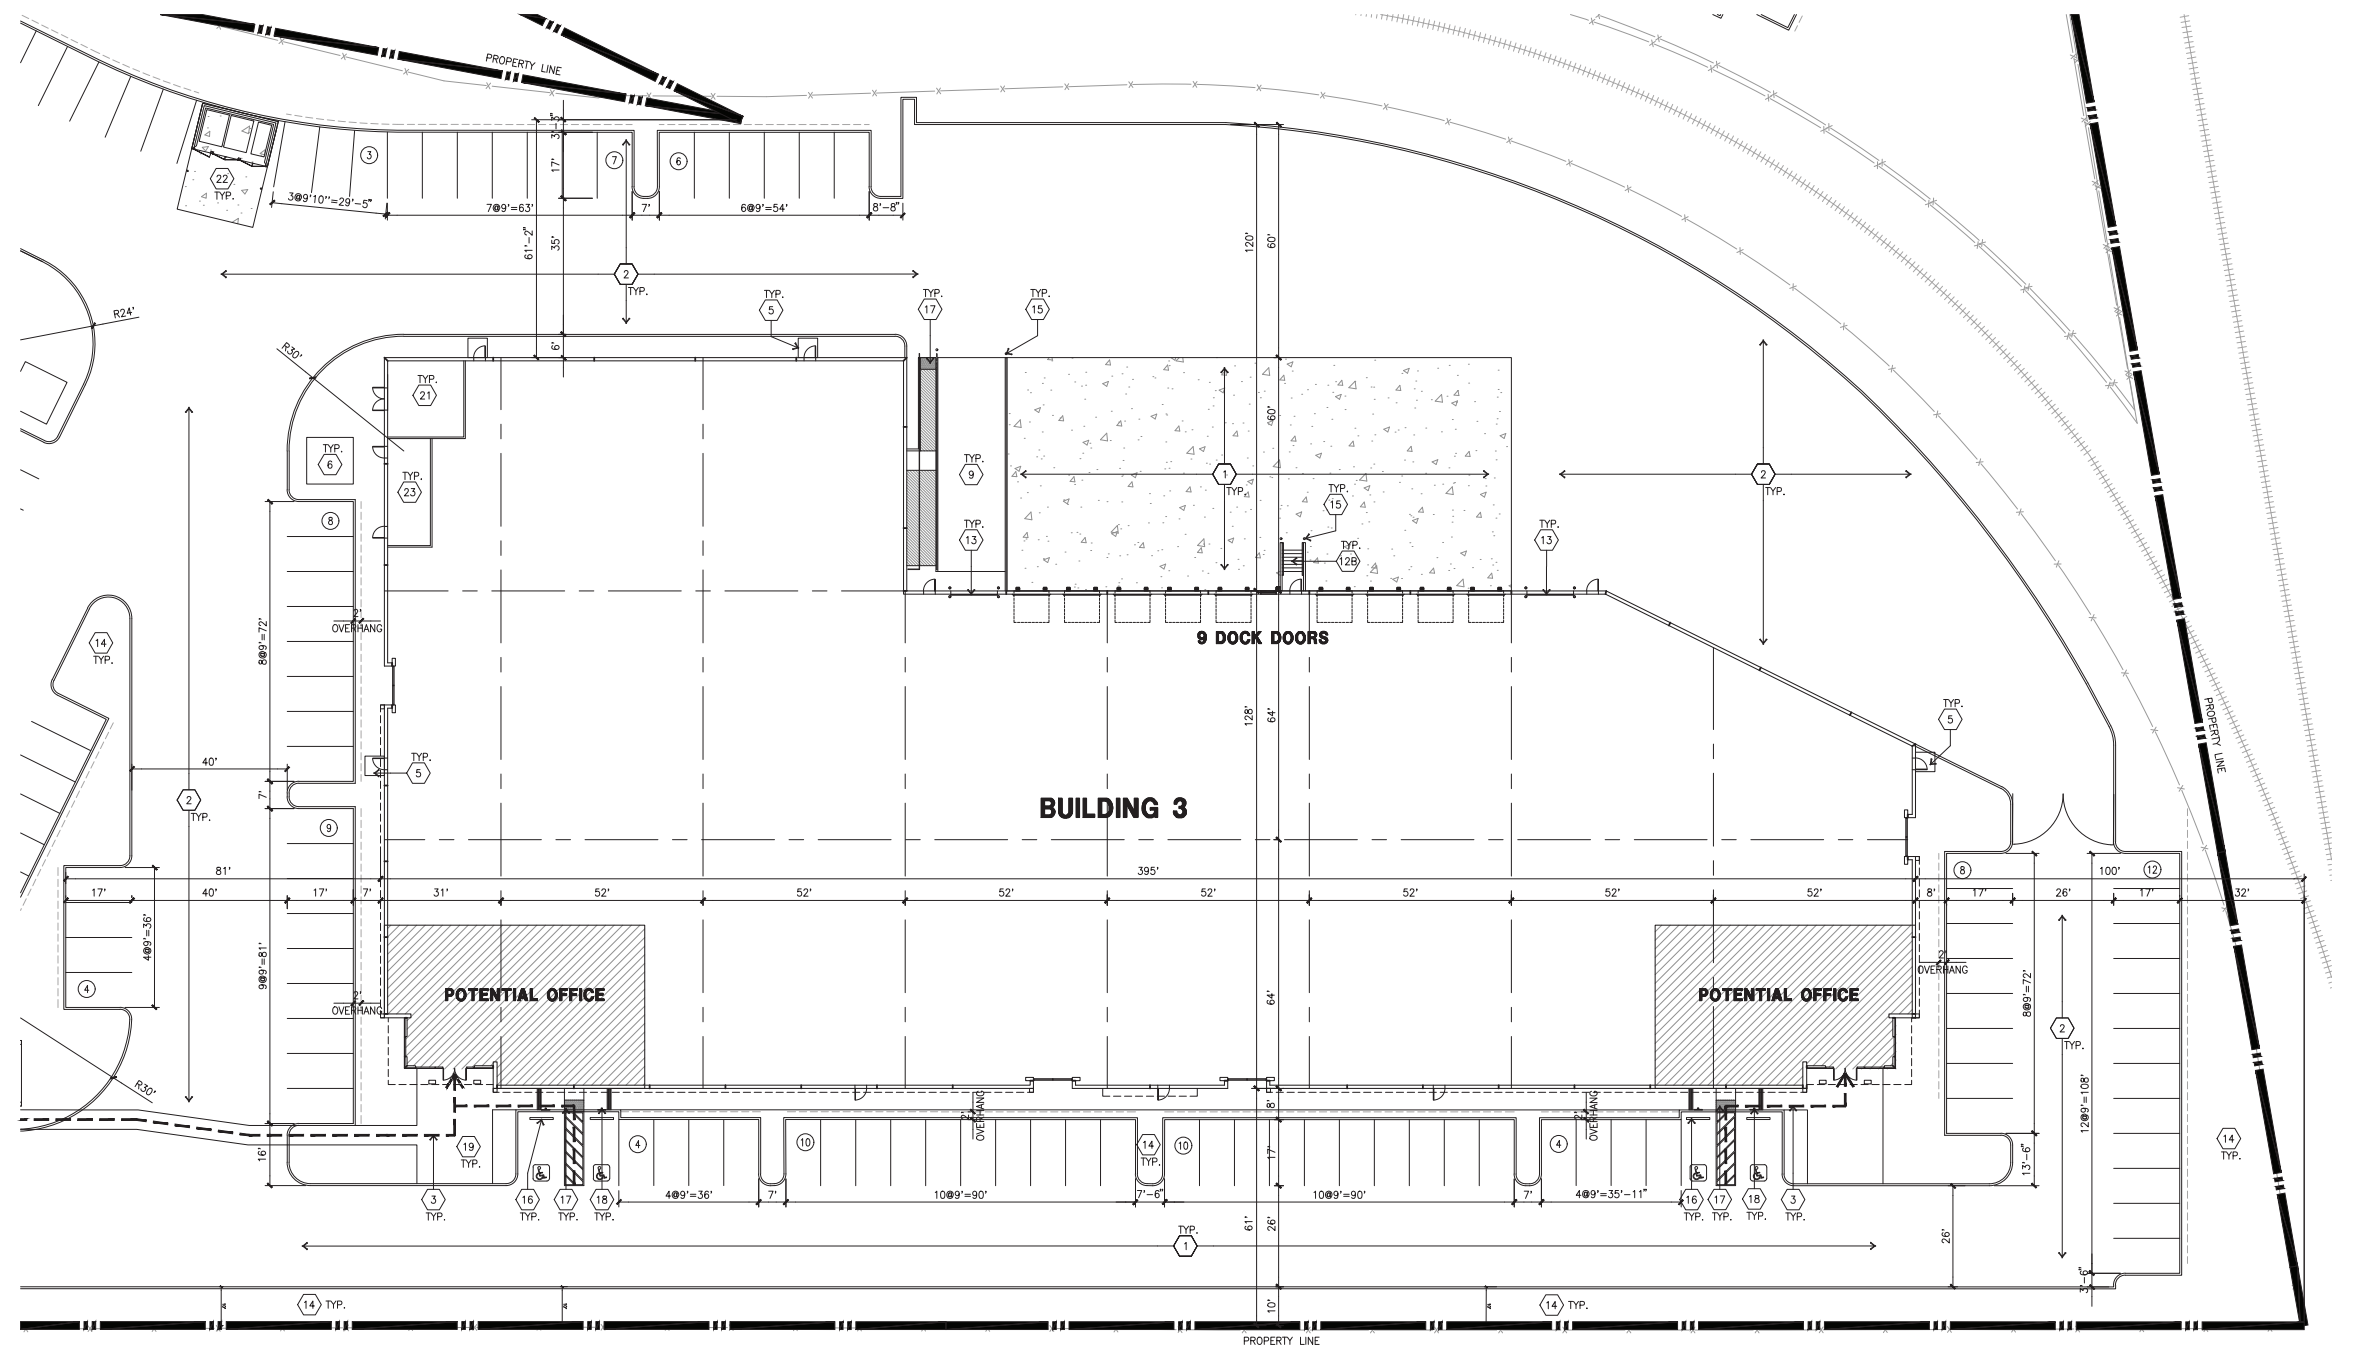 PROPERTY LINE
3
7
6
22
TYP.
3@9'10''=29'-5"
7@9'=63'
7'
6@9'=54'
8'-8"
3'-3"
17'
61'-2"
35'
6'
120'
60'
2
TYP.
R24'
R30'
TYP.
5
TYP.
17
TYP.
15
TYP.
21
TYP.
6
TYP.
23
TYP.
9
60'
1
TYP.
2
TYP.
TYP.
15
8
TYP.
13
TYP.
12B
TYP.
13
2'
OVERHANG
9 DOCK DOORS
14
TYP.
8@9'=72'
128'
64'
TYP.
5
PROPERTY LINE
40'
TYP.
5
2
TYP.
7'
BUILDING 3
9
81'
395'
8
100'
12
17'
40'
17'
7'
31'
52'
52'
52'
52'
52'
52'
52'
8'
17'
26'
17'
32'
4@9'=36'
9@9'=81'
4
2'
OVERHANG
POTENTIAL OFFICE
64'
POTENTIAL OFFICE
2'
OVERHANG
8@9'=72'
2
TYP.
12@9'=108'
R30'
2'
OVERHANG
8'
2'
OVERHANG
16'
19
TYP.
4
10
14
TYP.
10
17'
4
14
TYP.
13'-6"
3
TYP.
16
TYP.
17
TYP.
18
TYP.
4@9'=36'
7'
10@9'=90'
7'-6"
10@9'=90'
7'
4@9'=35'-11"
16
TYP.
17
TYP.
18
TYP.
3
TYP.
61'
26'
26'
TYP.
1
3'-6"
14 TYP.
10'
14 TYP.
PROPERTY LINE